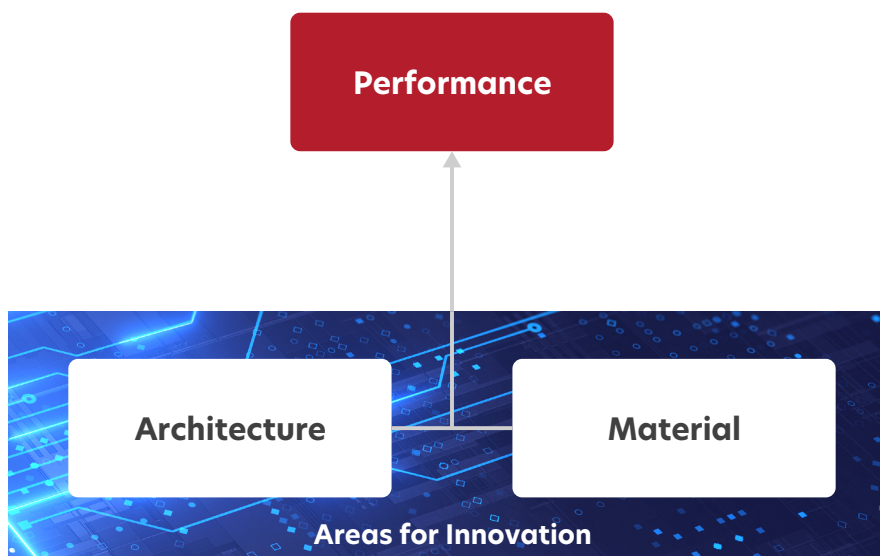 Performance
Architecture
Material
Areas for Innovation